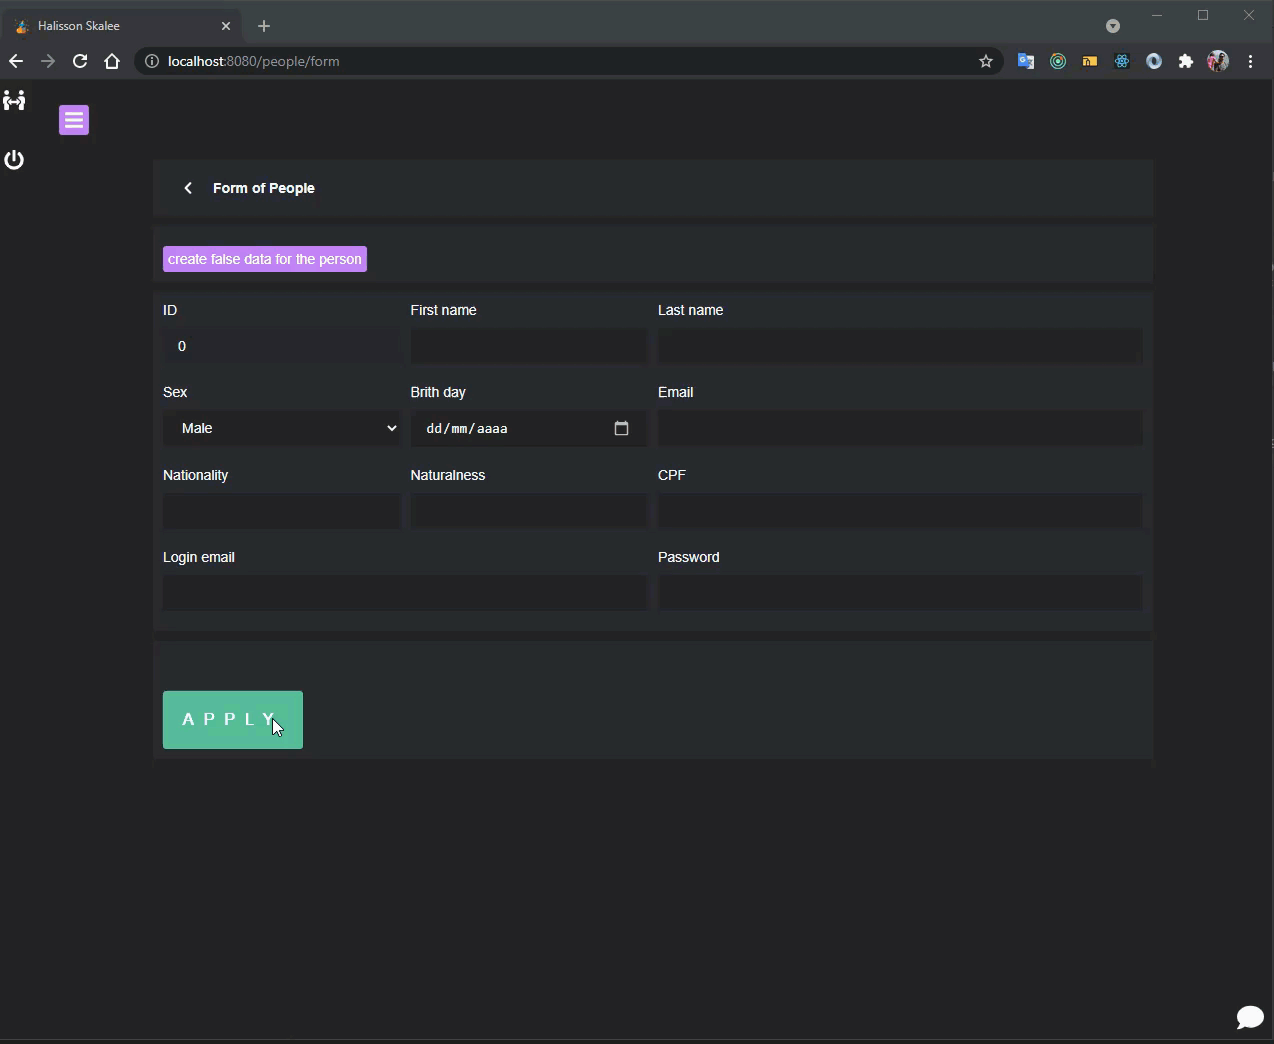 Halisson Skalee
localhost:8080/people/form
Form of People
create false data for the person
ID First name Last name
0
Sex Brith day Email
Male dd/mm/aaaa
Nationality Naturalness CPF
Login email Password
APPLY